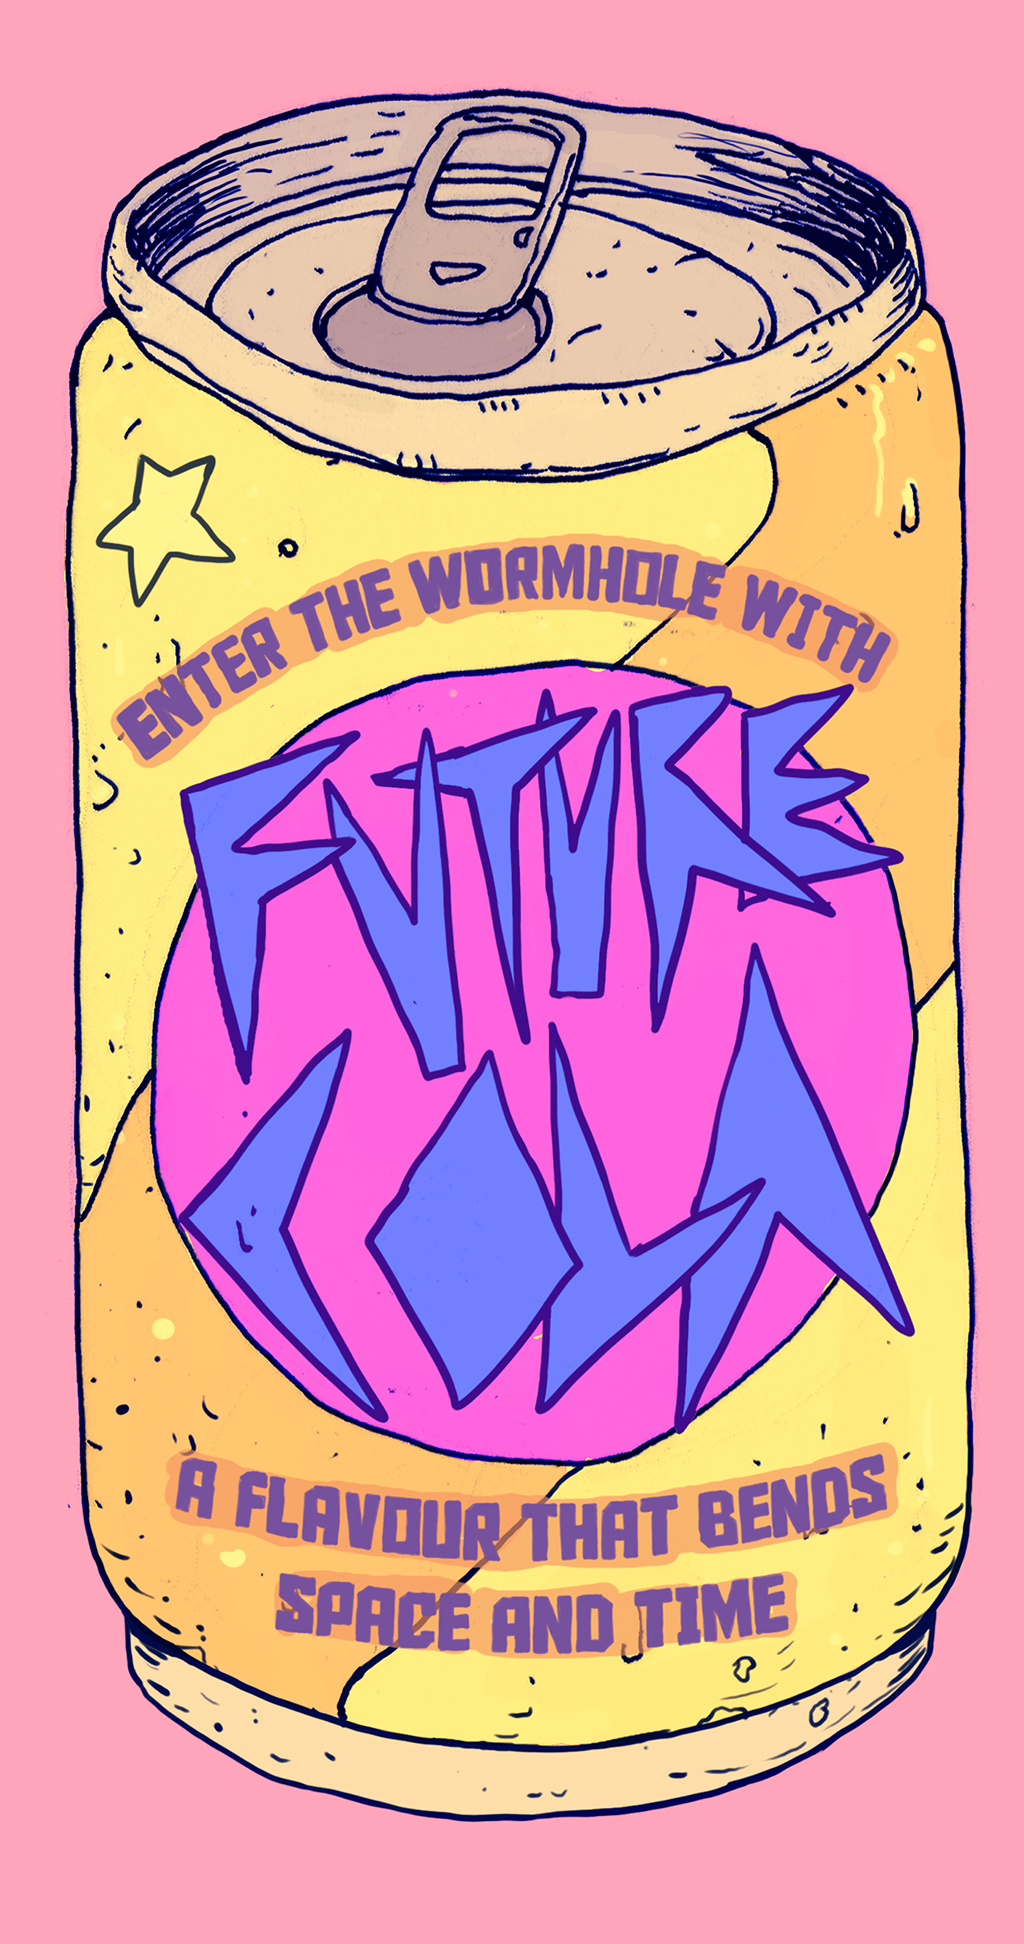 ENTER THE WORMHOLE WITH
FUTURE
COLA
A FLAVOUR THAT BENDS
SPACE AND TIME